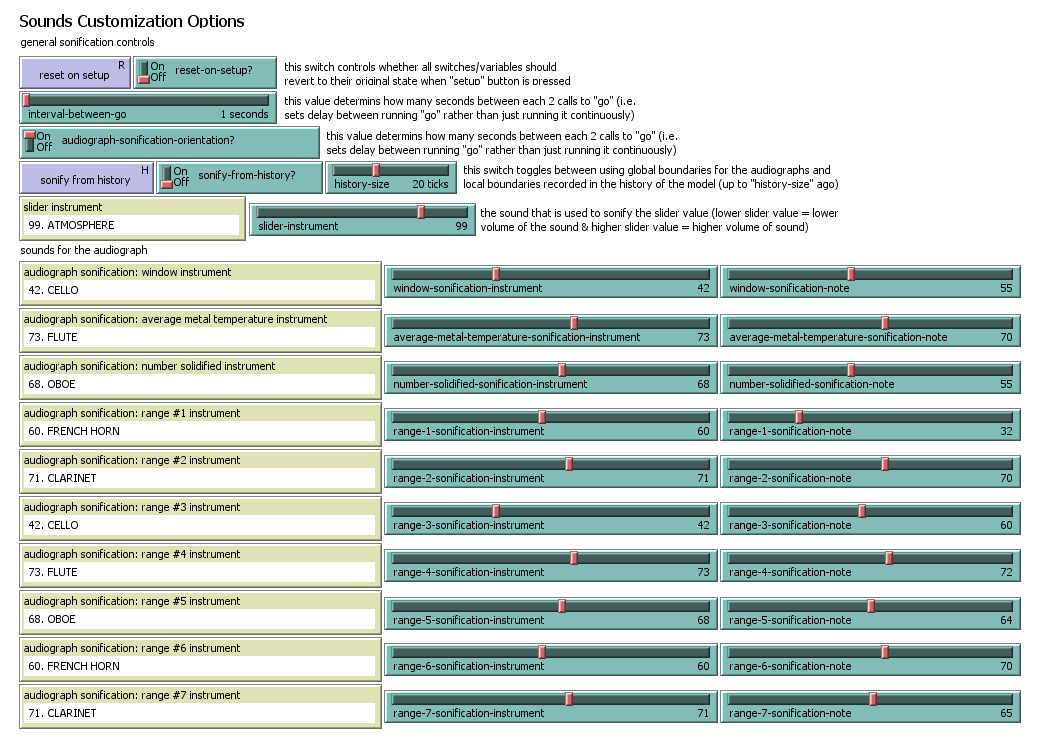 Sounds Customization Options
general sonification controls
reset on setup R On Off reset-on-setup? this switch controls whether all switches/variables should
revert to their original state when "setup" button is pressed
interval-between-go 1 seconds this value determins how many seconds between each 2 calls to "go" (i.e.
sets delay between running "go" rather than just running it continuously)
On Off audiograph-sonification-orientation? this value determins how many seconds between each 2 calls to "go" (i.e.
sets delay between running "go" rather than just running it continuously)
sonify from history H On Off sonify-from-history? history-size 20 ticks this switch toggles between using global boundaries for the audiographs and
local boundaries recorded in the history of the model (up to "history-size" ago)
slider instrument
99. ATMOSPHERE slider-instrument 99 the sound that is used to sonify the slider value (lower slider value = lower
volume of the sound & higher slider value = higher volume of sound)
sounds for the audiograph
audiograph sonification: window instrument
42. CELLO window-sonification-instrument 42 window-sonification-note 55
audiograph sonification: average metal temperature instrument
73. FLUTE average-metal-temperature-sonification-instrument 73 average-metal-temperature-sonification-note 70
audiograph sonification: number solidified instrument
68. OBOE number-solidified-sonification-instrument 68 number-solidified-sonification-note 55
audiograph sonification: range #1 instrument
60. FRENCH HORN range-1-sonification-instrument 60 range-1-sonification-note 32
audiograph sonification: range #2 instrument
71. CLARINET range-2-sonification-instrument 71 range-2-sonification-note 70
audiograph sonification: range #3 instrument
42. CELLO range-3-sonification-instrument 42 range-3-sonification-note 60
audiograph sonification: range #4 instrument
73. FLUTE range-4-sonification-instrument 73 range-4-sonification-note 72
audiograph sonification: range #5 instrument
68. OBOE range-5-sonification-instrument 68 range-5-sonification-note 64
audiograph sonification: range #6 instrument
60. FRENCH HORN range-6-sonification-instrument 60 range-6-sonification-note 70
audiograph sonification: range #7 instrument
71. CLARINET range-7-sonification-instrument 71 range-7-sonification-note 65